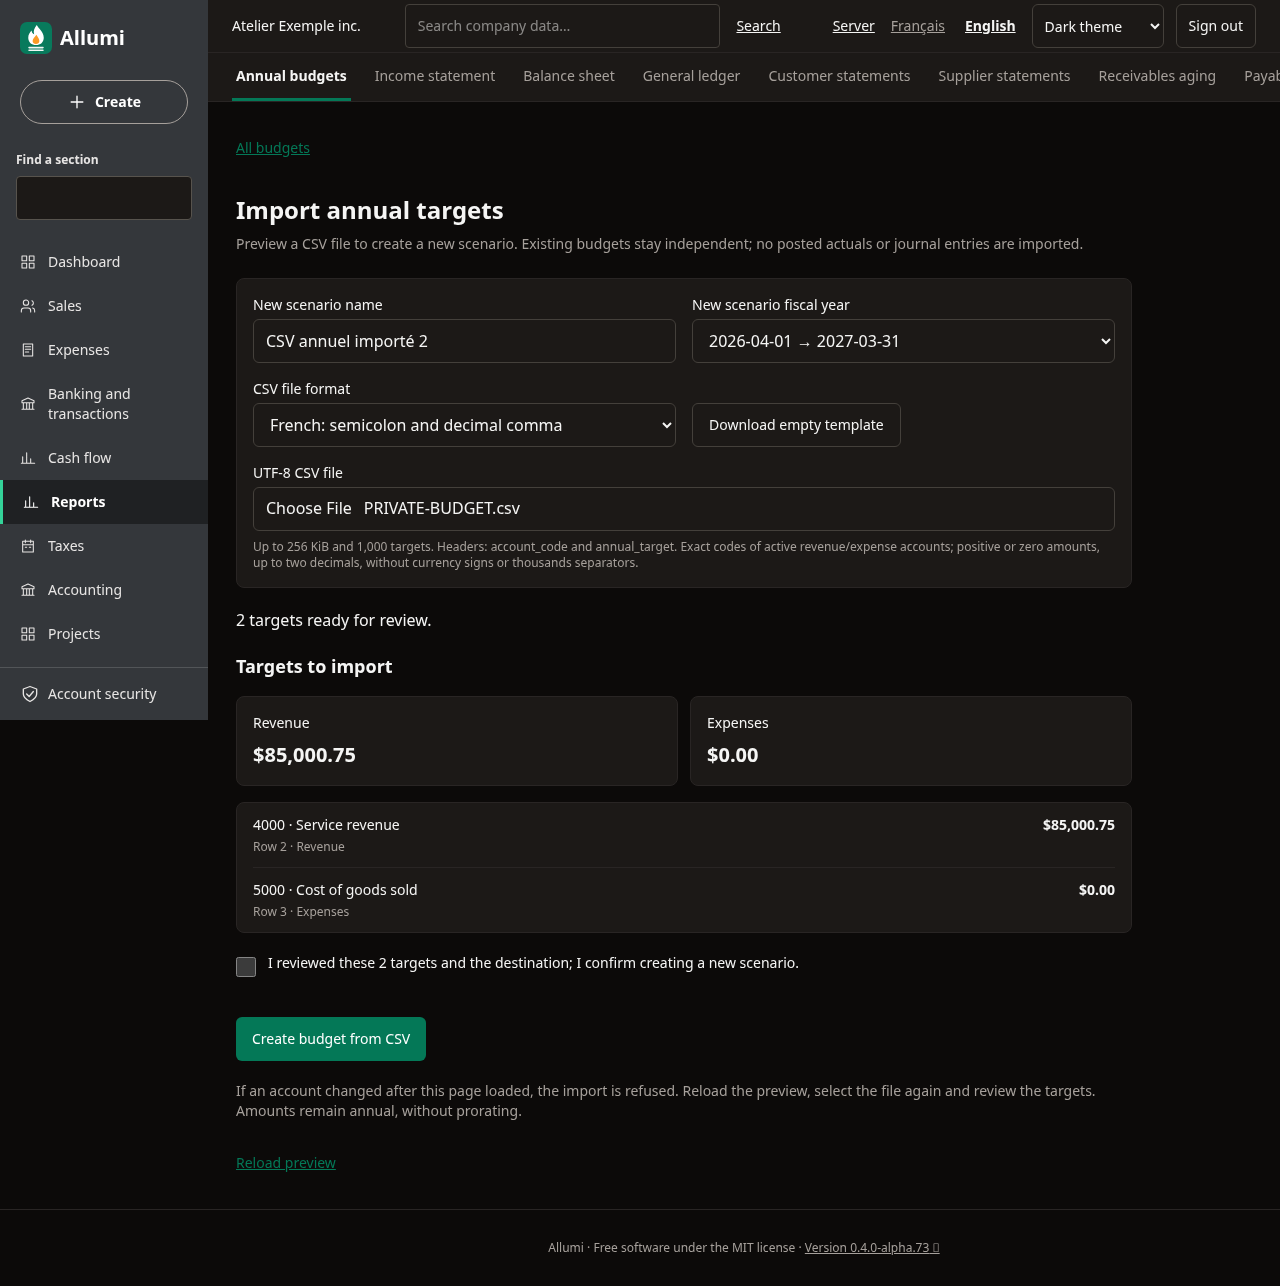 Allumi
Create
Find a section
Dashboard
Sales
Expenses
Banking and
transactions
Cash flow
Reports
Taxes
Accounting
Projects
Account security
Atelier Exemple inc.
Search company data...
Search
Server
Français
English
Dark theme
Sign out
Annual budgets
Income statement
Balance sheet
General ledger
Customer statements
Supplier statements
Receivables aging
Payab
All budgets
Import annual targets
Preview a CSV file to create a new scenario. Existing budgets stay independent; no posted actuals or journal entries are imported.
New scenario name
CSV annuel importé 2
New scenario fiscal year
2026-04-01 → 2027-03-31
CSV file format
French: semicolon and decimal comma
Download empty template
UTF-8 CSV file
Choose File PRIVATE-BUDGET.csv
Up to 256 KiB and 1,000 targets. Headers: account_code and annual_target. Exact codes of active revenue/expense accounts; positive or zero amounts,
up to two decimals, without currency signs or thousands separators.
2 targets ready for review.
Targets to import
Revenue
$85,000.75
Expenses
$0.00
4000 · Service revenue
$85,000.75
Row 2 · Revenue
5000 · Cost of goods sold
$0.00
Row 3 · Expenses
I reviewed these 2 targets and the destination; I confirm creating a new scenario.
Create budget from CSV
If an account changed after this page loaded, the import is refused. Reload the preview, select the file again and review the targets.
Amounts remain annual, without prorating.
Reload preview
Allumi · Free software under the MIT license · Version 0.4.0-alpha.73